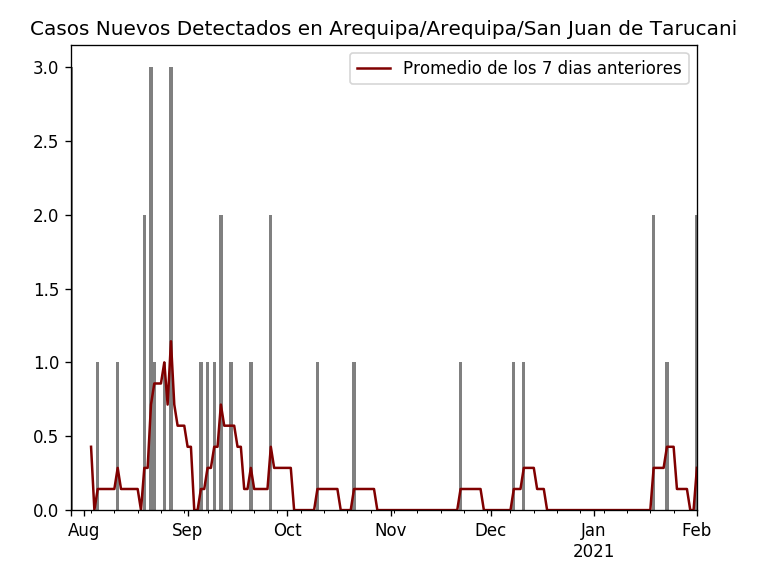 Casos Nuevos Detectados en Arequipa/Arequipa/San Juan de Tarucani
Promedio de los 7 dias anteriores
3.0
2.5
2.0
1.5
1.0
0.5
0.0
Aug Sep Oct Nov Dec Jan Feb
2021